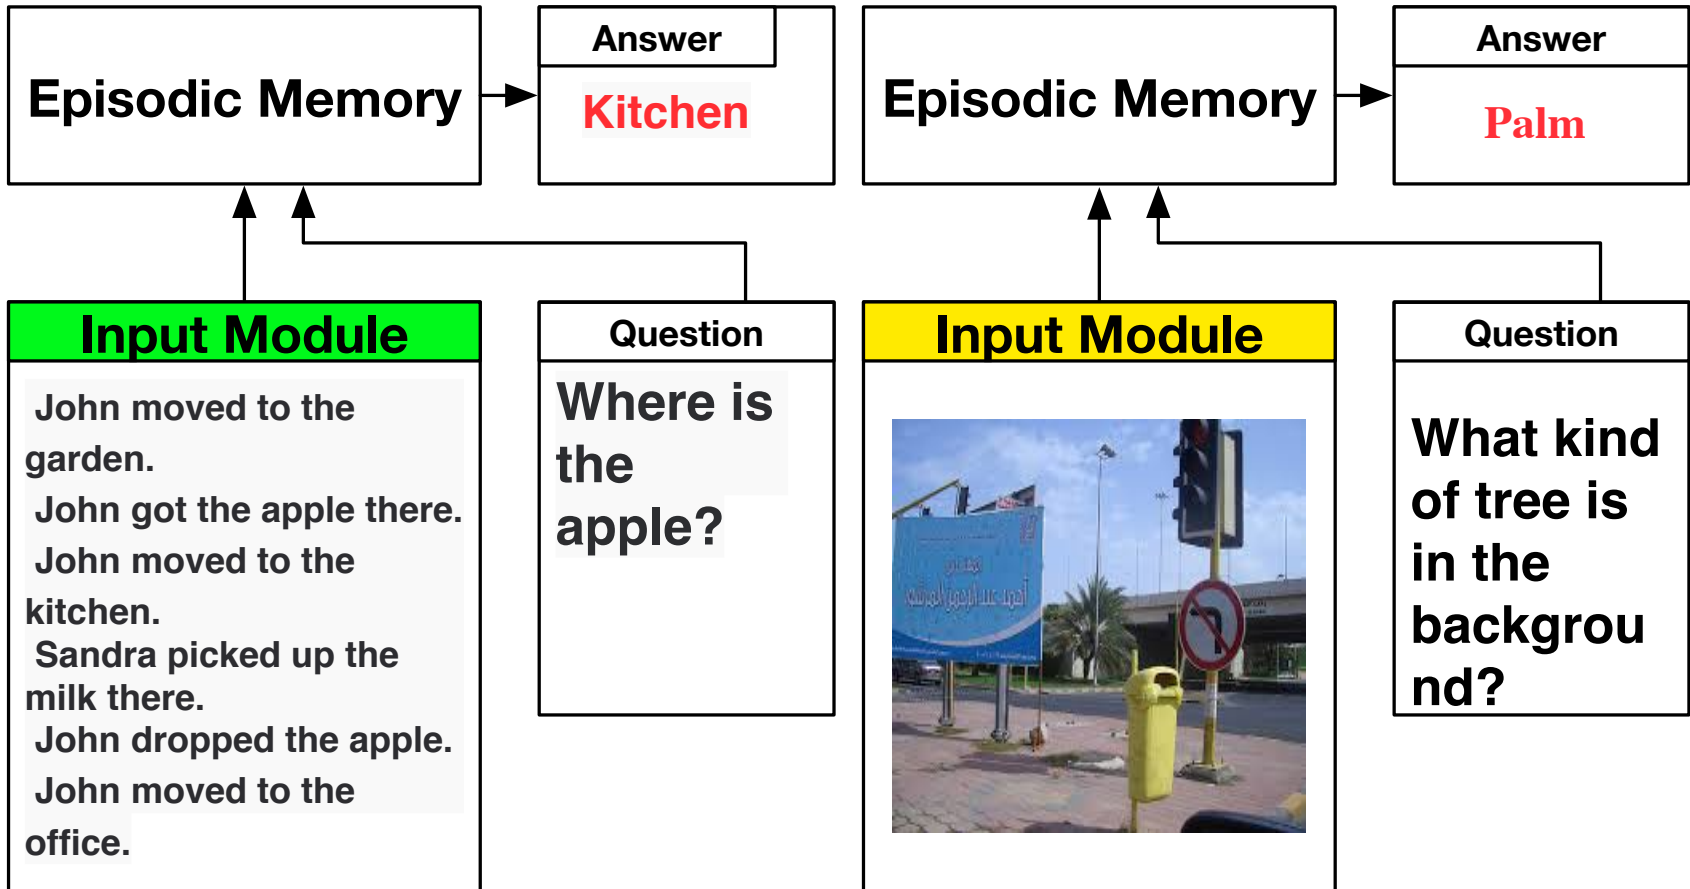 Episodic Memory
Answer
Kitchen
Episodic Memory
Answer
Palm
Input Module
John moved to the
garden.
John got the apple there.
John moved to the
kitchen.
Sandra picked up the
milk there.
John dropped the apple.
John moved to the
office.
Question
Where is
the
apple?
Input Module
أحمد عبد الرحمن
Question
What kind
of tree is
in the
backgrou
nd?